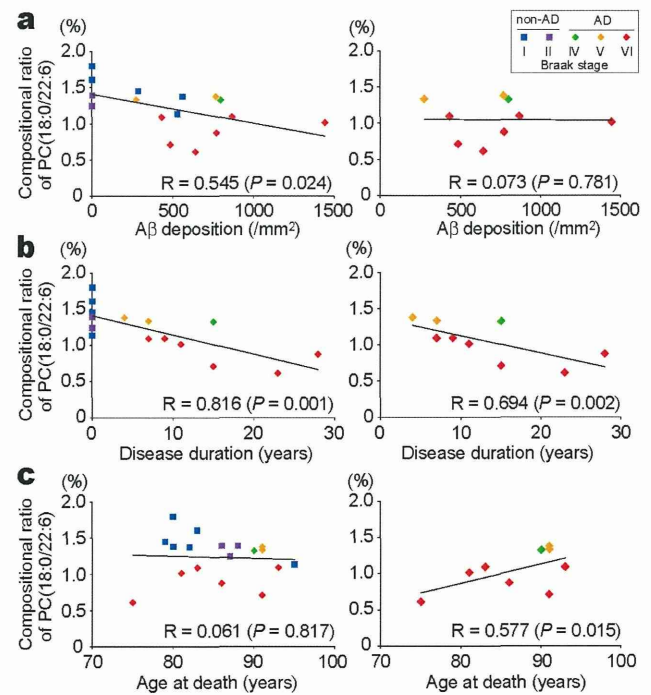 a
non-AD AD
I II IV V VI
Braak stage
(%)
2.0
1.5
1.0
0.5
0
Compositional ratio
of PC(18:0/22:6)
R = 0.545 (P = 0.024)
0 500 1000 1500
Aβ deposition (/mm²)
(%)
2.0
1.5
1.0
0.5
0
R = 0.073 (P = 0.781)
500 1000 1500
Aβ deposition (/mm²)
b
(%)
2.0
1.5
1.0
0.5
0
Compositional ratio
of PC(18:0/22:6)
R = 0.816 (P = 0.001)
0 10 20 30
Disease duration (years)
(%)
2.0
1.5
1.0
0.5
0
R = 0.694 (P = 0.002)
0 10 20 30
Disease duration (years)
c
(%)
2.0
1.5
1.0
0.5
0
Compositional ratio
of PC(18:0/22:6)
R = 0.061 (P = 0.817)
70 80 90 100
Age at death (years)
(%)
2.0
1.5
1.0
0.5
0
R = 0.577 (P = 0.015)
70 80 90 100
Age at death (years)